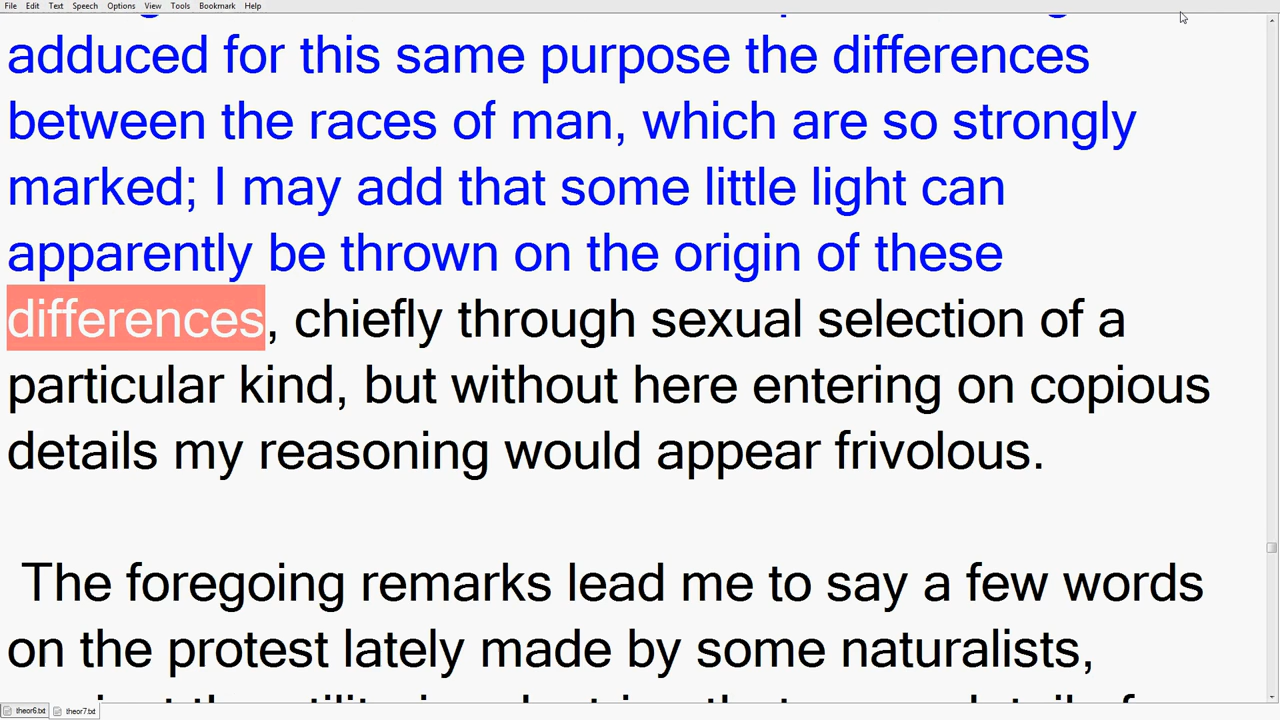 File Edit Text Speech Options View Tools Bookmark Help
adduced for this same purpose the differences
between the races of man, which are so strongly
marked; I may add that some little light can
apparently be thrown on the origin of these
differences, chiefly through sexual selection of a
particular kind, but without here entering on copious
details my reasoning would appear frivolous.
The foregoing remarks lead me to say a few words
on the protest lately made by some naturalists,
theor6.txt theor7.txt